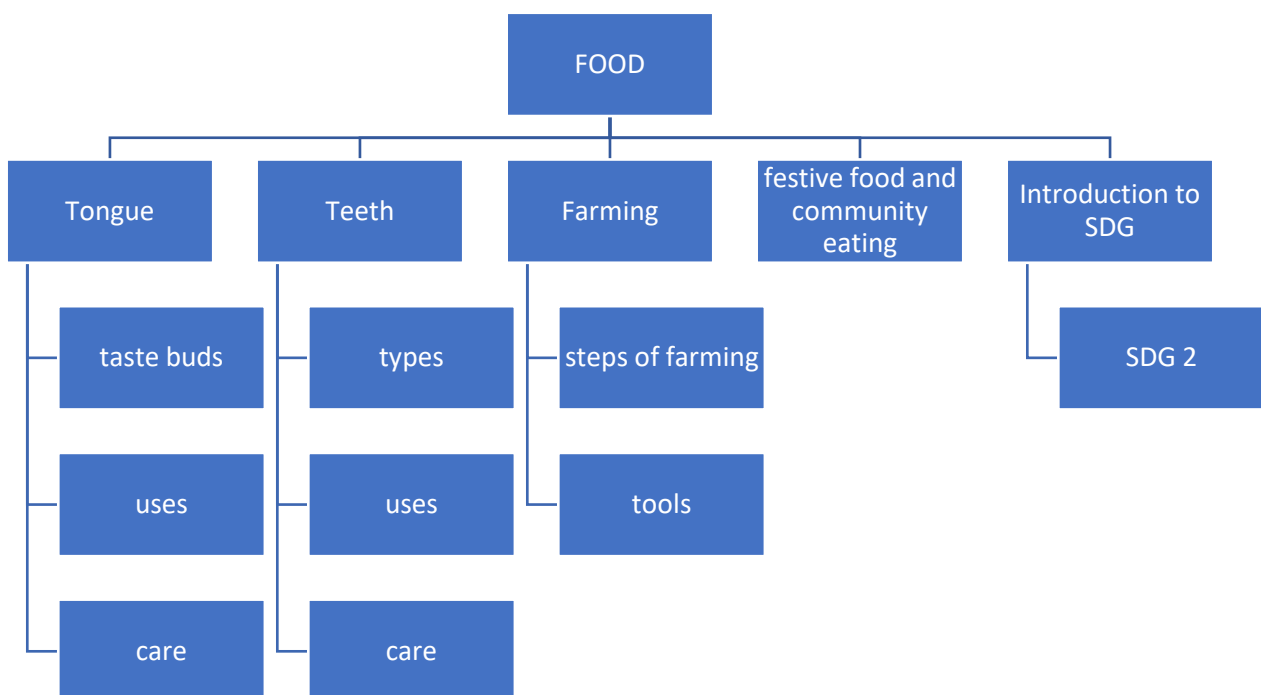 FOOD
Tongue
Teeth
Farming
festive food and
community
eating
Introduction to
SDG
taste buds
types
steps of farming
SDG 2
uses
uses
tools
care
care